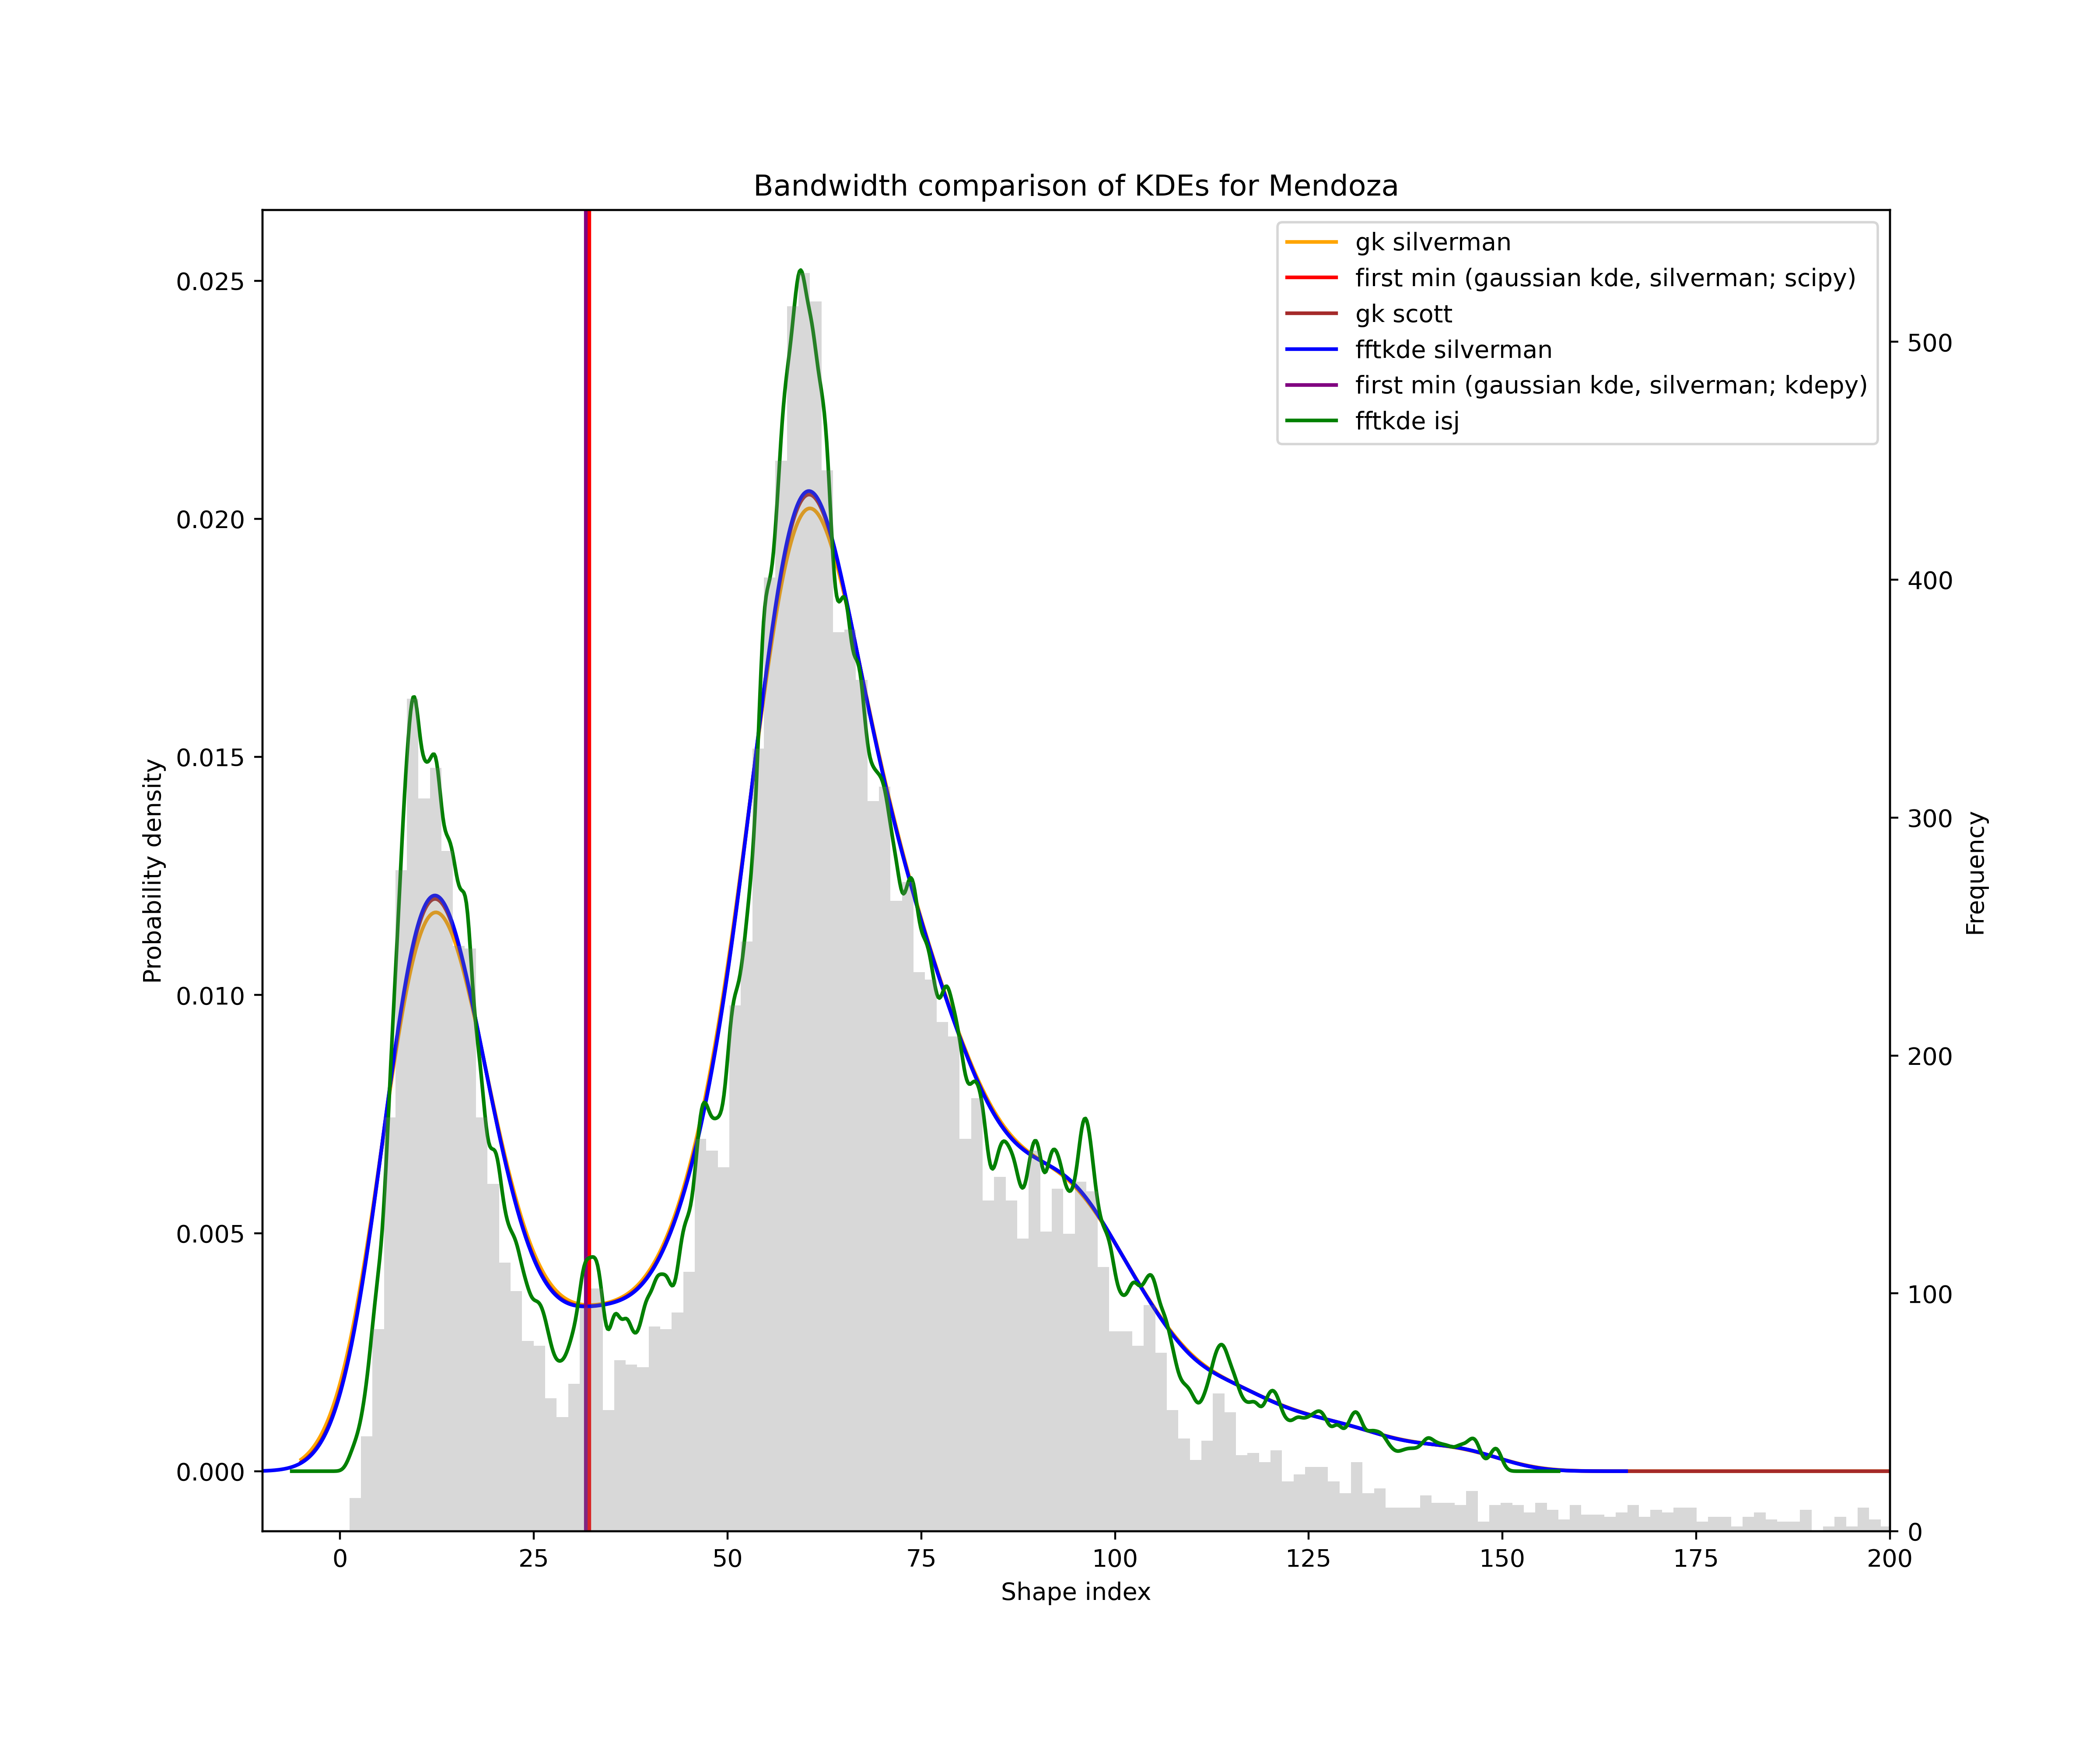 Bandwidth comparison of KDEs for Mendoza
gk silverman
first min (gaussian kde, silverman; scipy)
gk scott
fftkde silverman
first min (gaussian kde, silverman; kdepy)
fftkde isj
Probability density
0.025
0.020
0.015
0.010
0.005
0.000
Frequency
500
400
300
200
100
0
0 25 50 75 100 125 150 175 200
Shape index